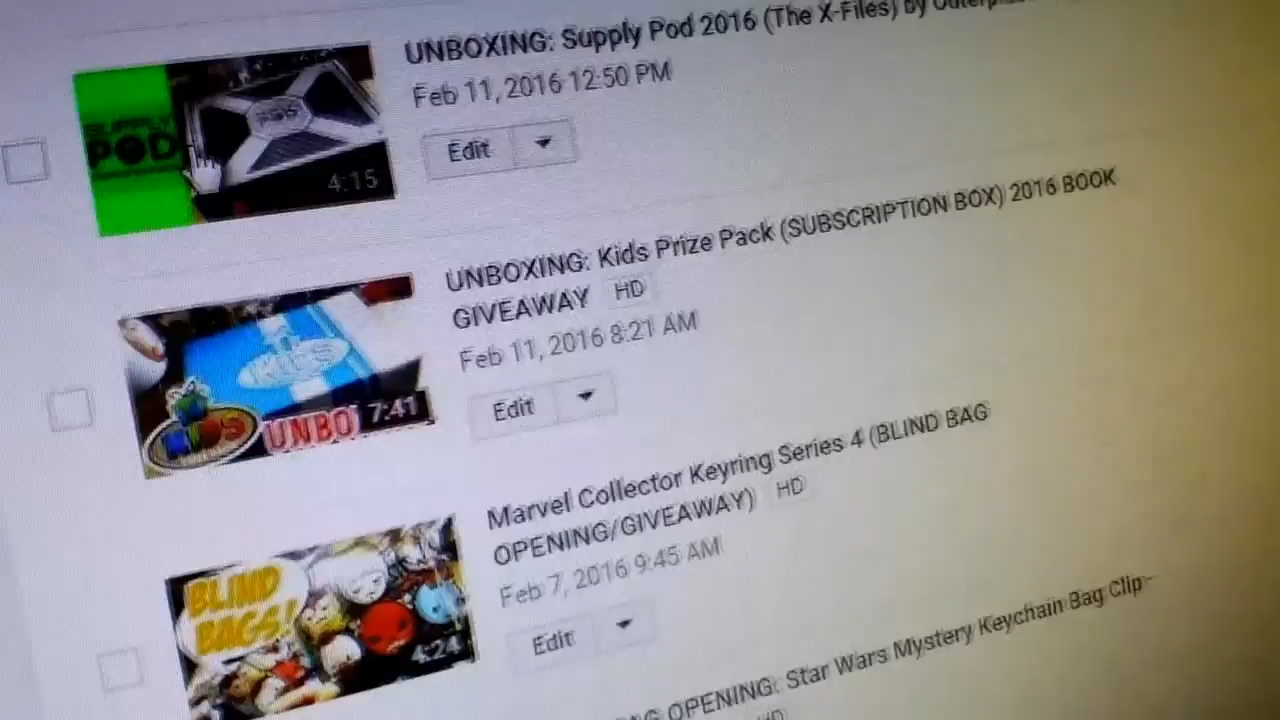 UNBOXING: Supply Pod 2016 (The X-Files) by
Feb 11, 2016 12:50 PM
SUPPLY
POD
POD
4:15
Edit
UNBOXING: Kids Prize Pack (SUBSCRIPTION BOX) 2016 BOOK
GIVEAWAY HD
Feb 11, 2016 8:21 AM
KIDS
KIDS
UNBO
7:41
Edit
Marvel Collector Keyring Series 4 (BLIND BAG
OPENING/GIVEAWAY) HD
Feb 7, 2016 9:45 AM
BLIND
BAGS!
4:24
Edit
OPENING: Star Wars Mystery Keychain Bag Clip -
HD